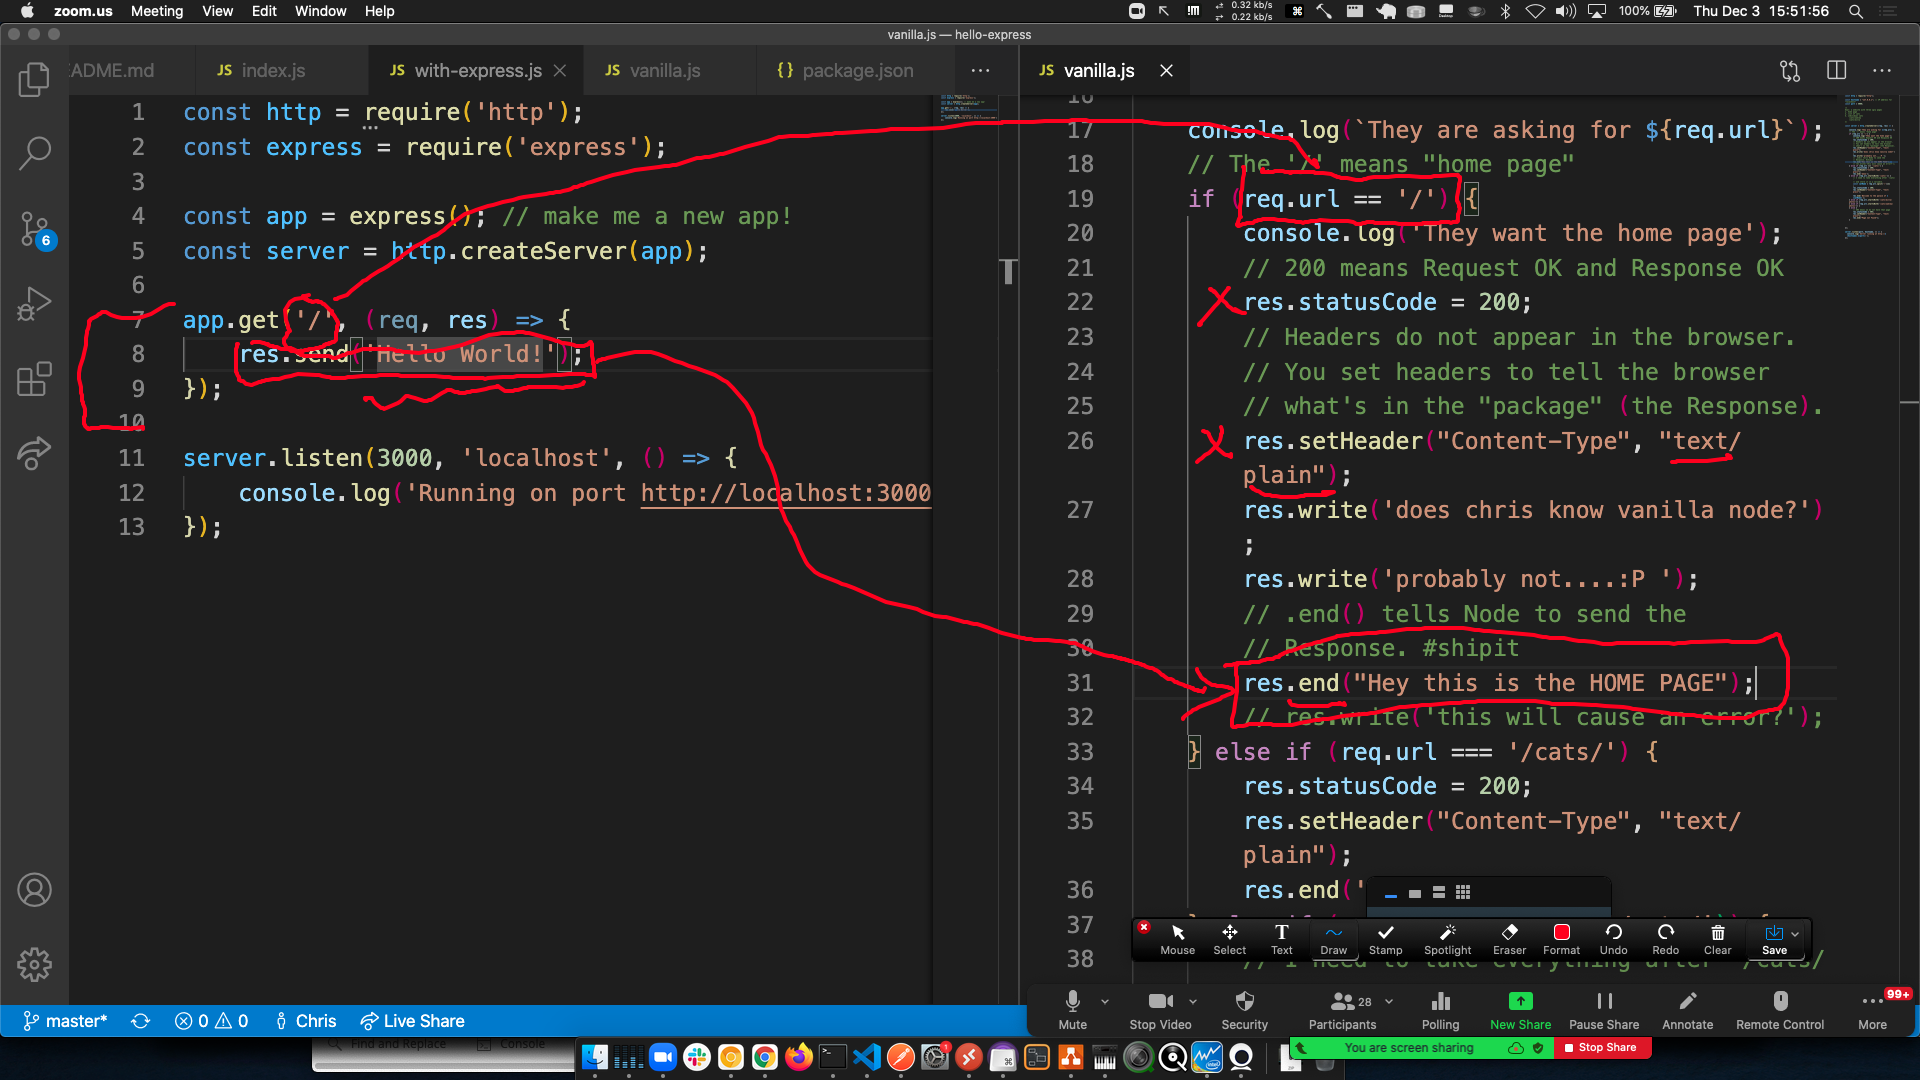 zoom.us Meeting View Edit Window Help
0.32 kb/s
0.22 kb/s
100% Thu Dec 3 15:51:56
vanilla.js — hello-express
ADME.md JS index.js JS with-express.js JS vanilla.js {} package.json ...
JS vanilla.js
1 const http = require('http');
2 const express = require('express');
3
4 const app = express(); // make me a new app!
5 const server = http.createServer(app);
6
7 app.get('/', (req, res) => {
8 res.send('Hello World!');
9 });
10
11 server.listen(3000, 'localhost', () => {
12 console.log('Running on port http://localhost:3000
13 });
16
17 console.log(`They are asking for ${req.url}`);
18 // The '/' means "home page"
19 if (req.url == '/') {
20 console.log('They want the home page');
21 // 200 means Request OK and Response OK
22 res.statusCode = 200;
23 // Headers do not appear in the browser.
24 // You set headers to tell the browser
25 // what's in the "package" (the Response).
26 res.setHeader("Content-Type", "text/
plain");
27 res.write('does chris know vanilla node?')
;
28 res.write('probably not....:P ');
29 // .end() tells Node to send the
30 // Response. #shipit
31 res.end("Hey this is the HOME PAGE");
32 // res.write('this will cause an error?');
33 } else if (req.url === '/cats/') {
34 res.statusCode = 200;
35 res.setHeader("Content-Type", "text/
plain");
36 res.end('
37
38 // I need to take everything after '/cats/
6
Mouse Select Text Draw Stamp Spotlight Eraser Format Undo Redo Clear Save
28 99+
Mute Stop Video Security Participants Polling New Share Pause Share Annotate Remote Control More
You are screen sharing Stop Share
master* 0 0 Chris Live Share
Find and Replace Console